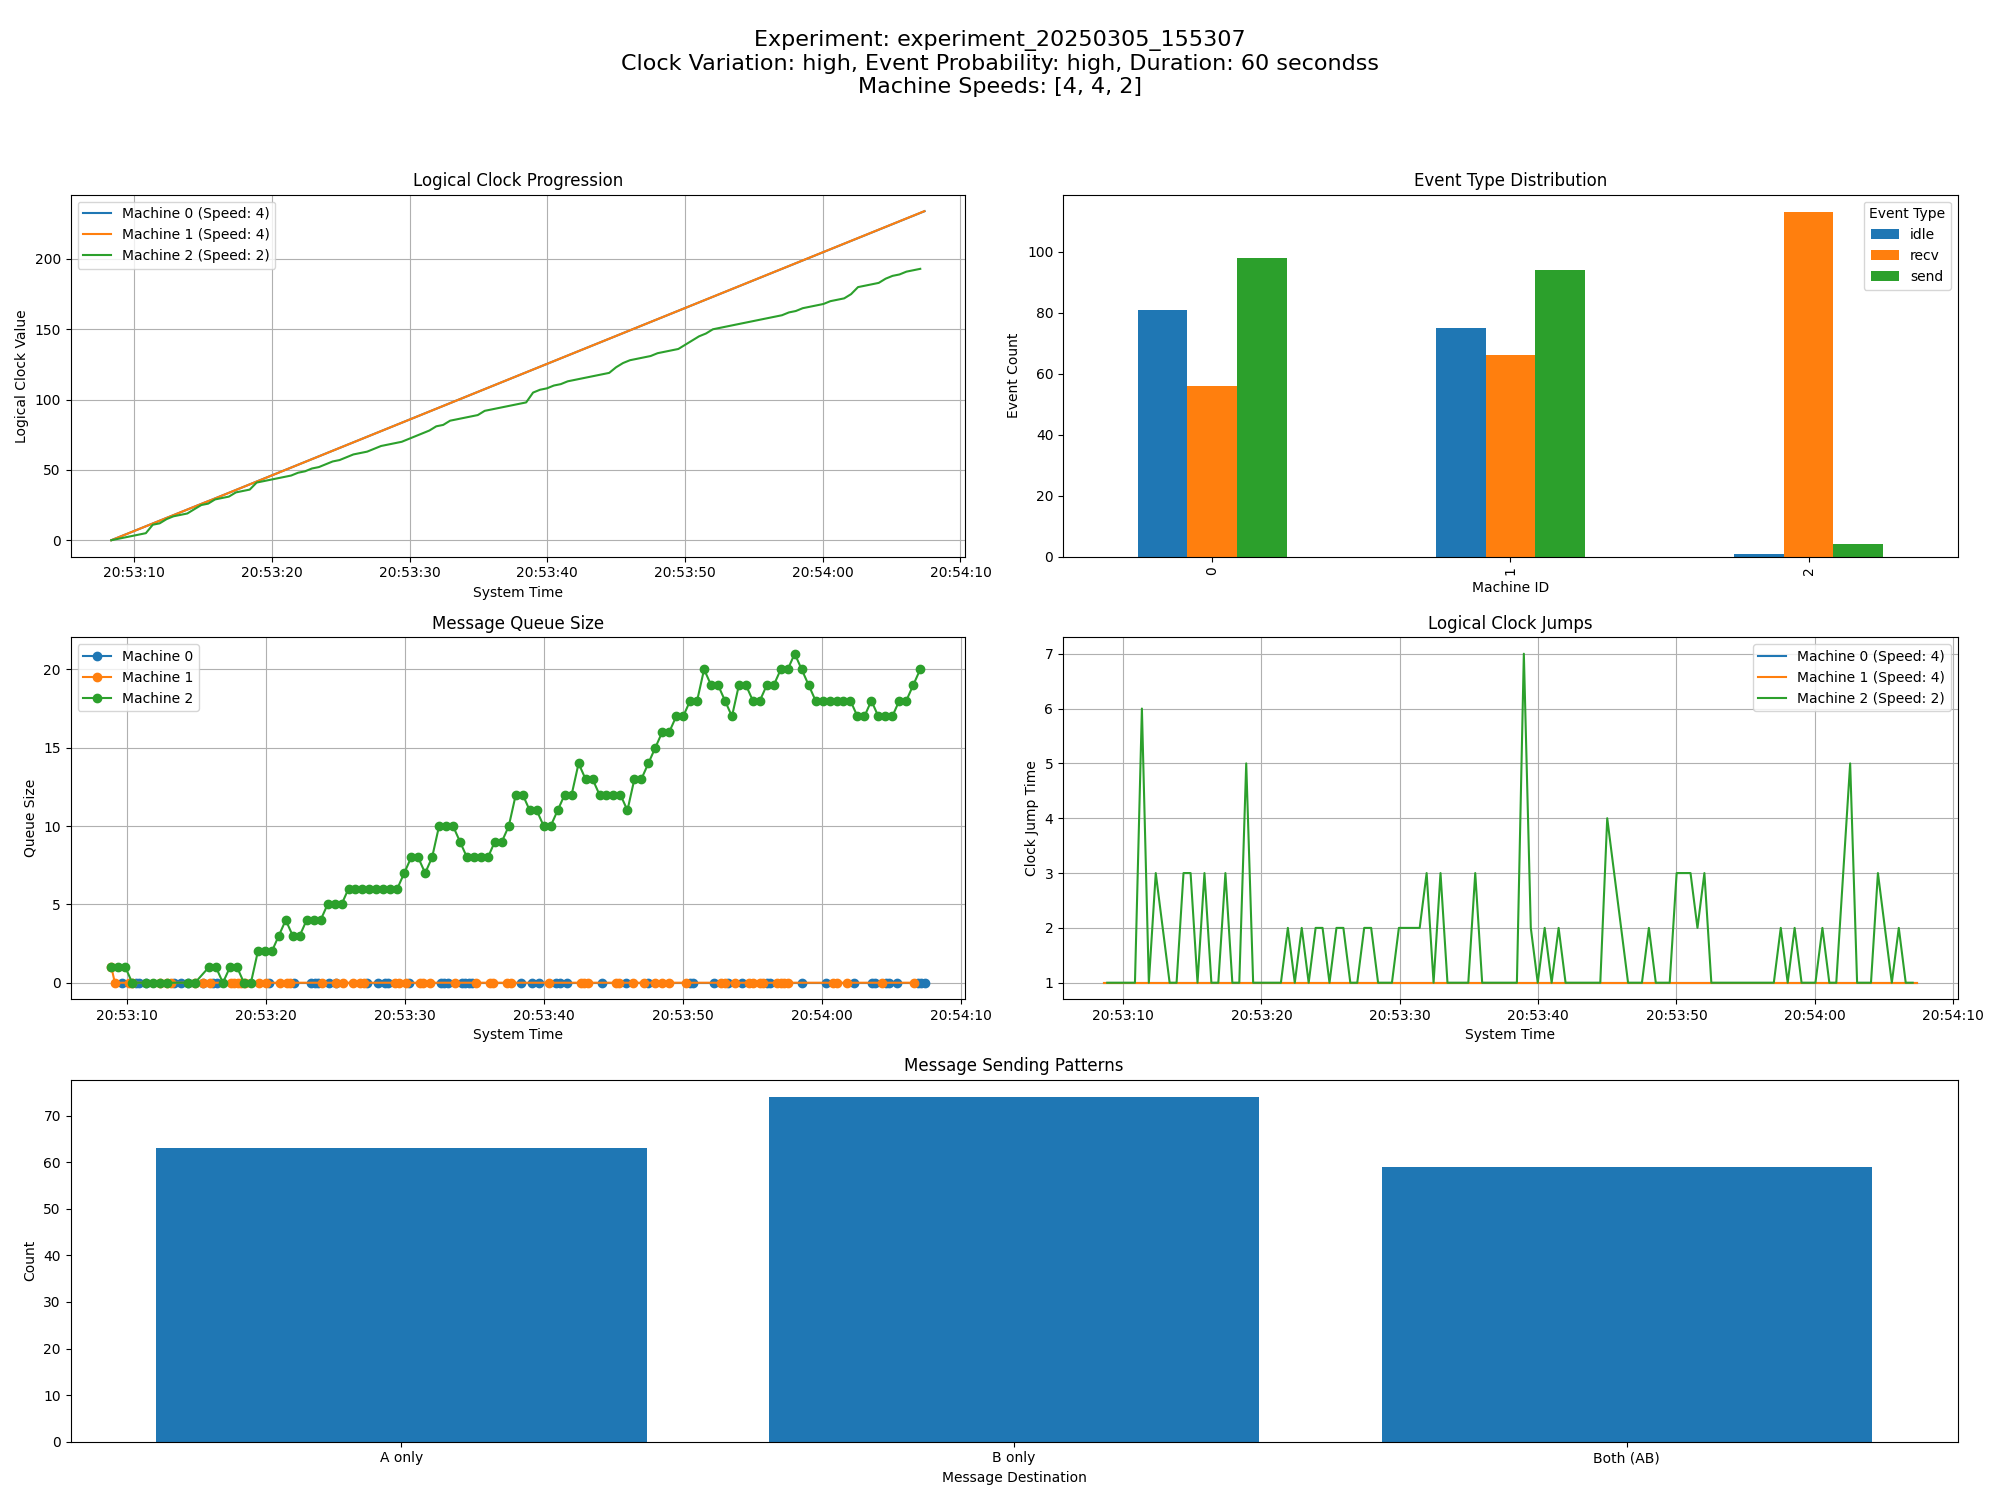 Experiment: experiment_20250305_155307
Clock Variation: high, Event Probability: high, Duration: 60 secondss
Machine Speeds: [4, 4, 2]
Logical Clock Progression
Machine 0 (Speed: 4)
Machine 1 (Speed: 4)
Machine 2 (Speed: 2)
Logical Clock Value
200
150
100
50
0
20:53:10 20:53:20 20:53:30 20:53:40 20:53:50 20:54:00 20:54:10
System Time
Event Type Distribution
Event Type
idle
recv
send
Event Count
100
80
60
40
20
0
0 1 2
Machine ID
Message Queue Size
Machine 0
Machine 1
Machine 2
Queue Size
20
15
10
5
0
20:53:10 20:53:20 20:53:30 20:53:40 20:53:50 20:54:00 20:54:10
System Time
Logical Clock Jumps
Machine 0 (Speed: 4)
Machine 1 (Speed: 4)
Machine 2 (Speed: 2)
Clock Jump Time
7
6
5
4
3
2
1
20:53:10 20:53:20 20:53:30 20:53:40 20:53:50 20:54:00 20:54:10
System Time
Message Sending Patterns
Count
70
60
50
40
30
20
10
0
A only B only Both (AB)
Message Destination